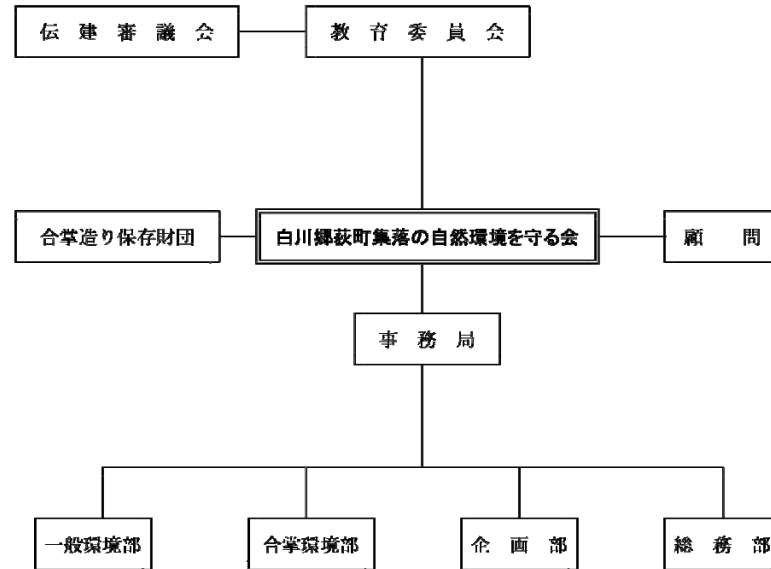 伝建審議会
教育委員会
合掌造り保存財団
白川郷荻町集落の自然環境を守る会
顧問
事務局
一般環境部
合掌環境部
企画部
総務部